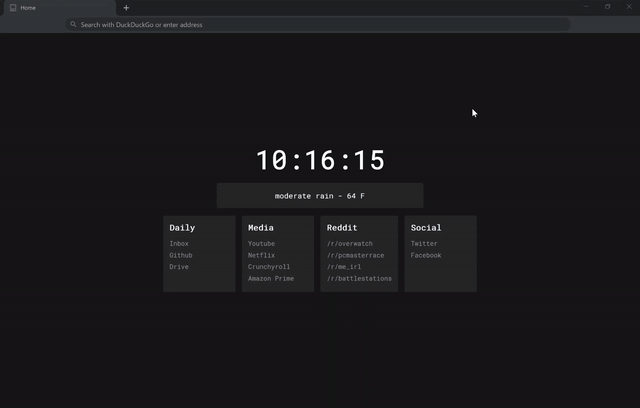 Home
Search with DuckDuckGo or enter address
10:16:15
moderate rain - 64 F
Daily
Inbox
Github
Drive
Media
Youtube
Netflix
Crunchyroll
Amazon Prime
Reddit
/r/overwatch
/r/pcmasterrace
/r/me_irl
/r/battlestations
Social
Twitter
Facebook